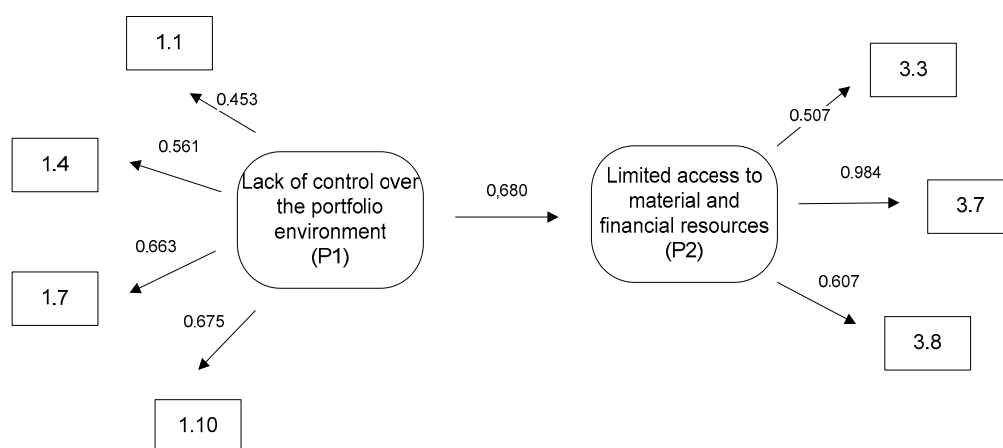 1.1
3.3
0.453
0.507
1.4
0.561
Lack of control over
the portfolio
environment
(P1)
0,680
Limited access to
material and
financial resources
(P2)
0.984
3.7
0.663
1.7
0.607
0.675
3.8
1.10